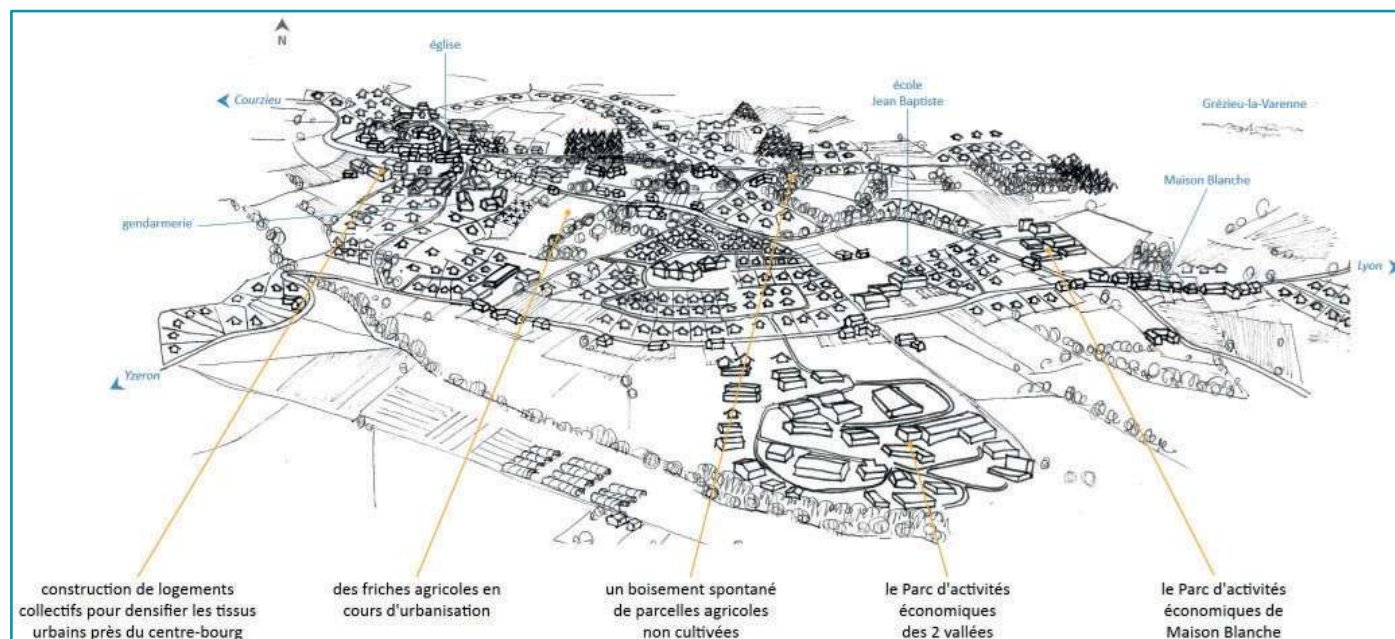 N
église
Courzieu
école
Jean Baptiste
Grézieu-la-Varenne
Maison Blanche
gendarmerie
Lyon
Yzeron
construction de logements
collectifs pour densifier les tissus
urbains près du centre-bourg
des friches agricoles en
cours d'urbanisation
un boisement spontané
de parcelles agricoles
non cultivées
le Parc d'activités
économiques
des 2 vallées
le Parc d'activités
économiques de
Maison Blanche